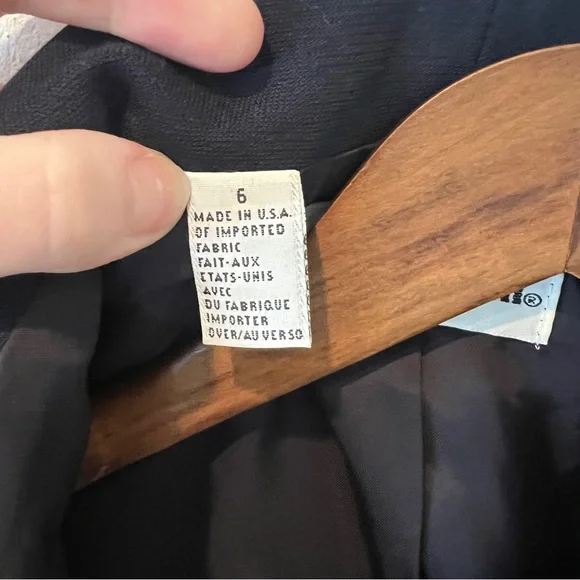 6
MADE IN U.S.A.
OF IMPORTED
FABRIC
FAIT-AUX
ETATS-UNIS
AVEC
DU FABRIQUE
IMPORTER
OVER/AU VERSO
®